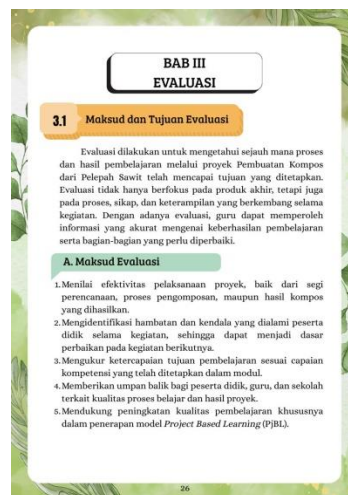 BAB III
EVALUASI
3.1 Maksud dan Tujuan Evaluasi
Evaluasi dilakukan untuk mengetahui sejauh mana proses
dan hasil pembelajaran melalui proyek Pembuatan Kompos
dari Pelepah Sawit telah mencapai tujuan yang ditetapkan.
Evaluasi tidak hanya berfokus pada produk akhir, tetapi juga
pada proses, sikap, dan keterampilan yang berkembang selama
kegiatan. Dengan adanya evaluasi, guru dapat memperoleh
informasi yang akurat mengenai keberhasilan pembelajaran
serta bagian-bagian yang perlu diperbaiki.
A. Maksud Evaluasi
1. Menilai efektivitas pelaksanaan proyek, baik dari segi
perencanaan, proses pengomposan, maupun hasil kompos
yang dihasilkan.
2. Mengidentifikasi hambatan dan kendala yang dialami peserta
didik selama kegiatan, sehingga dapat menjadi dasar
perbaikan pada kegiatan berikutnya.
3. Mengukur ketercapaian tujuan pembelajaran sesuai capaian
kompetensi yang telah ditetapkan dalam modul.
4. Memberikan umpan balik bagi peserta didik, guru, dan sekolah
terkait kualitas proses belajar dan hasil proyek.
5. Mendukung peningkatan kualitas pembelajaran khususnya
dalam penerapan model Project Based Learning (PjBL).
26